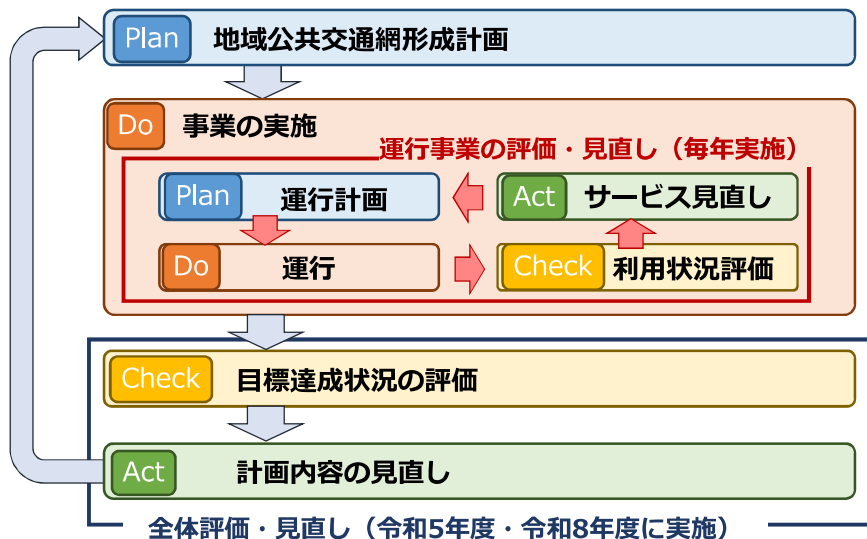 Plan 地域公共交通網形成計画
Do 事業の実施
運行事業の評価・見直し（毎年実施）
Plan 運行計画
Act サービス見直し
Do 運行
Check 利用状況評価
Check 目標達成状況の評価
Act 計画内容の見直し
全体評価・見直し（令和5年度・令和8年度に実施）